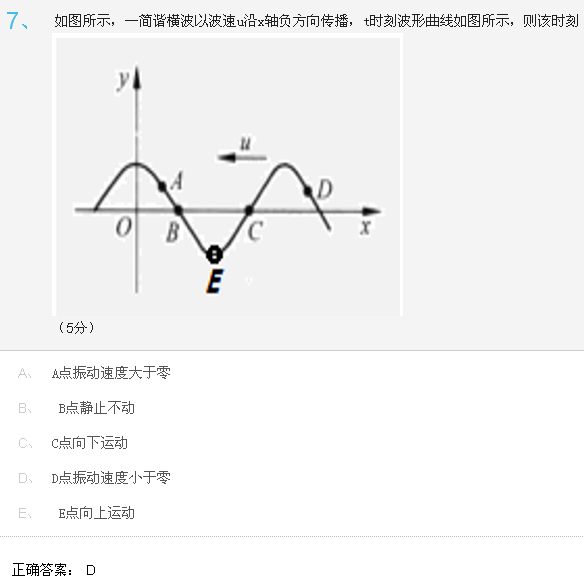 7、 如图所示，一简谐横波以波速u沿x轴负方向传播，t时刻波形曲线如图所示，则该时刻
y
u
A
D
O
B
C
x
E
（5分）
A、 A点振动速度大于零
B、 B点静止不动
C、 C点向下运动
D、 D点振动速度小于零
E、 E点向上运动
正确答案： D